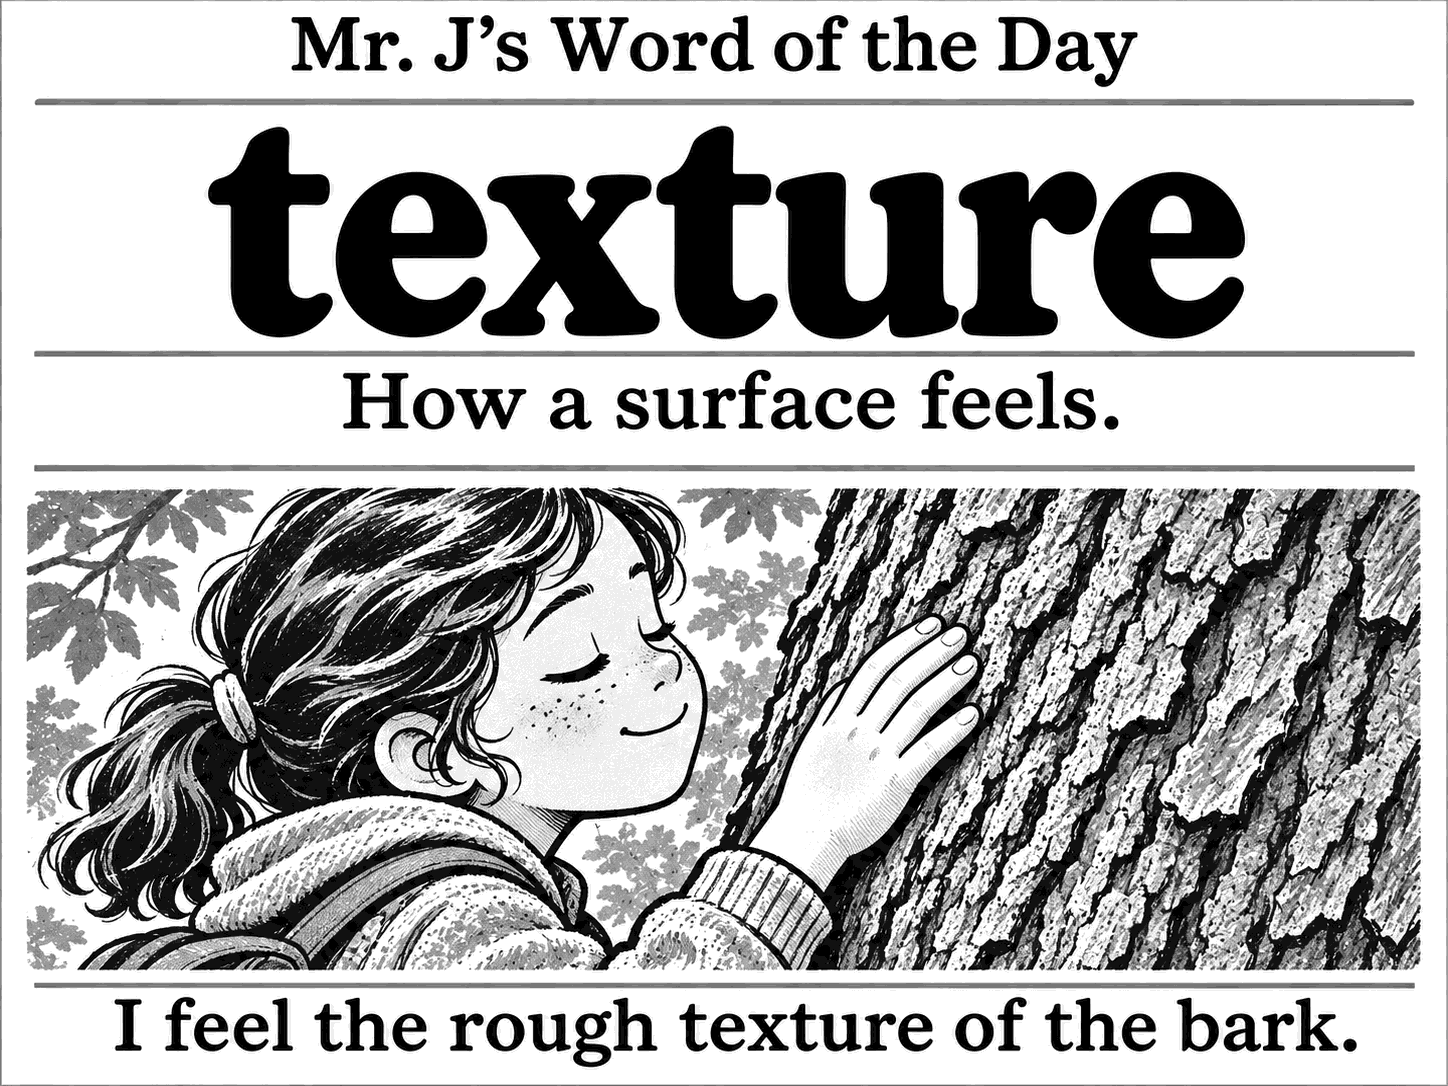 Mr. J’s Word of the Day
texture
How a surface feels.
I feel the rough texture of the bark.